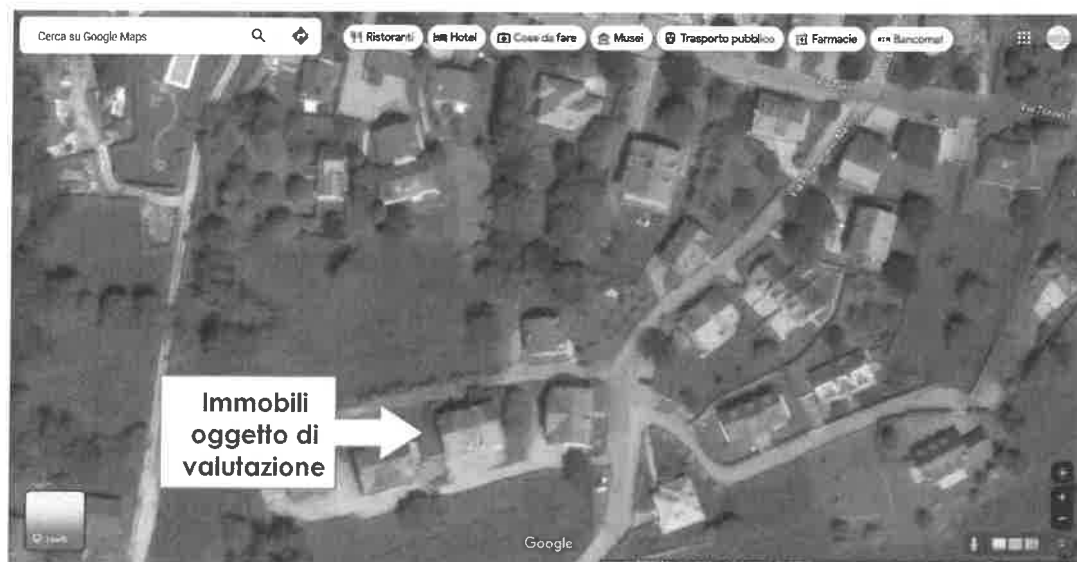 Cerca su Google Maps
Ristoranti
Hotel
Cose da fare
Musei
Trasporto pubblico
Farmacie
Bancomat
Immobili
oggetto di
valutazione
Google